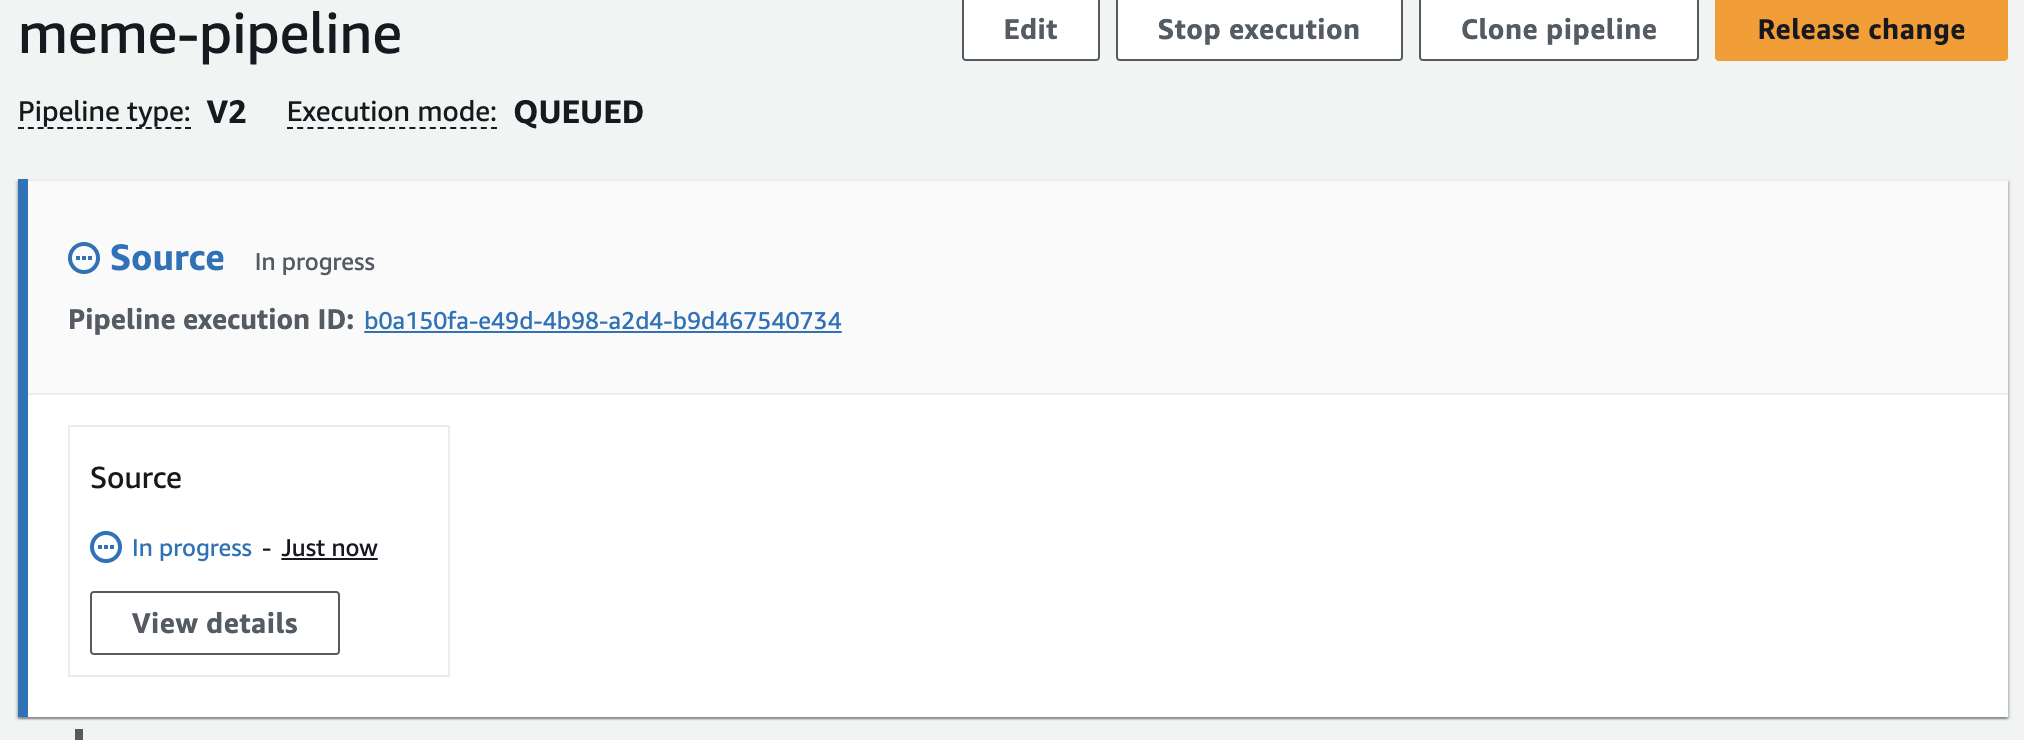 meme-pipeline
Edit
Stop execution
Clone pipeline
Release change
Pipeline type: V2 Execution mode: QUEUED
Source In progress
Pipeline execution ID: b0a150fa-e49d-4b98-a2d4-b9d467540734
Source
In progress - Just now
View details